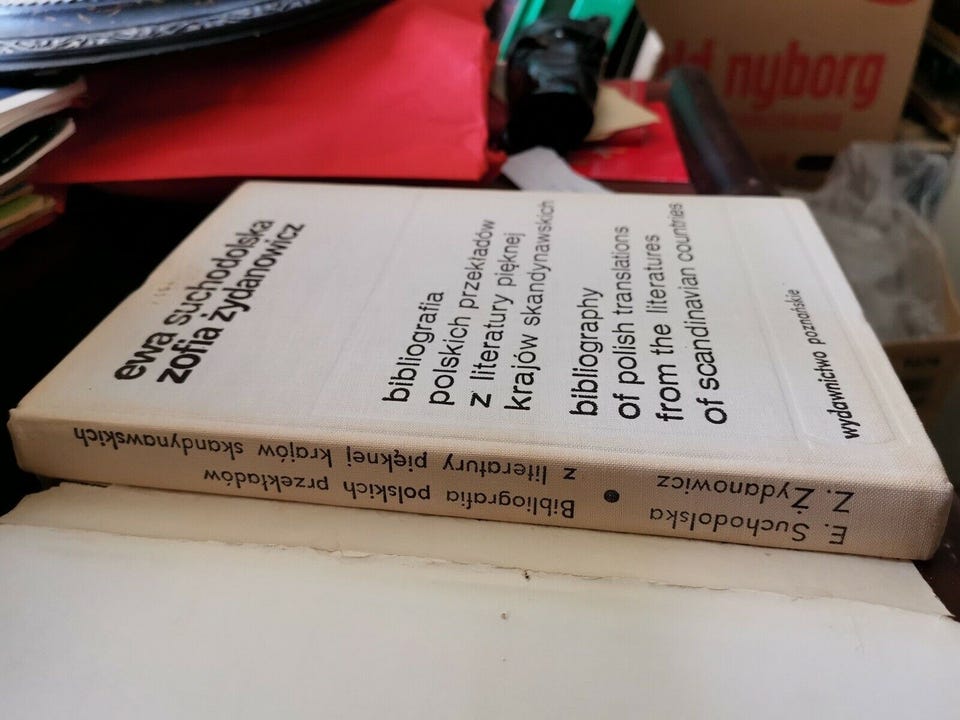 ewa suchodolska
zofia żydanowicz
bibliografia
polskich przekładów
z literatury pięknej
krajów skandynawskich
bibliography
of polish translations
from the literatures
of scandinavian countries
wydawnictwo poznańskie
E. Suchodolska
Z. Żydanowicz
Bibliografia polskich przekładów
z literatury pięknej krajów skandynawskich
nyborg